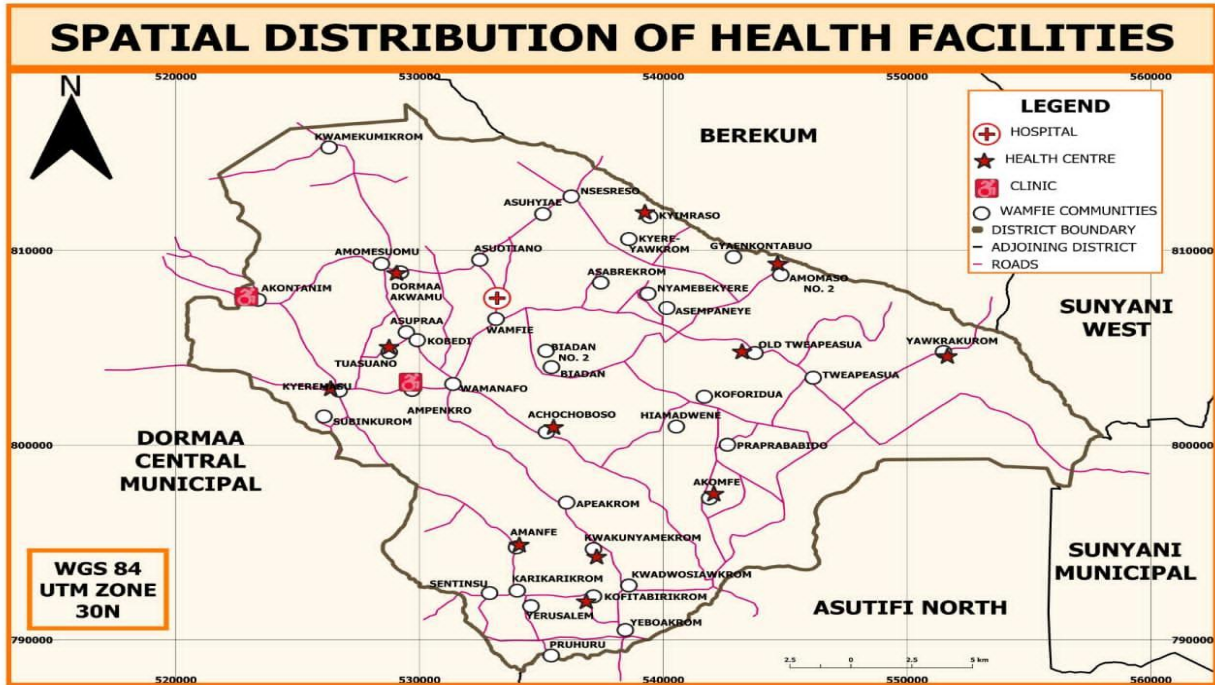 SPATIAL DISTRIBUTION OF HEALTH FACILITIES
520000 530000 540000 550000 560000
N
LEGEND
HOSPITAL
HEALTH CENTRE
CLINIC
WAMFIE COMMUNITIES
DISTRICT BOUNDARY
ADJOINING DISTRICT
ROADS
BEREKUM
KWAMEKUMIKROM
NSESRESO
ASUHYIAE
KYIMRASO
KYERE-
YAWKROM
GYAENKONTABUO
810000
810000
AMOMESUOMU
ASUOTIANO
DORMAA
AKWAMU
ASABREKROM
NYAMEBEKYERE
AMOMASO
NO. 2
AKONTANIM
ASEMPANEYE
SUNYANI
WEST
WAMFIE
ASUPRAA
KOBEDI
BIADAN
NO. 2
OLD TWEAPEASUA
YAWKRAKUROM
TUASUANO
BIADAN
TWEAPEASUA
KYEREMASU
WAMANAFO
AMPENKRO
KOFORIDUA
ACHOCHOBOSO
HIAMADWENE
SUBINKUROM
DORMAA
CENTRAL
MUNICIPAL
800000
800000
PRAPRABABIDO
AKOMFE
APEAKROM
AMANFE
KWAKUNYAMEKROM
WGS 84
UTM ZONE
30N
SENTINSU
KARIKARIKROM
KWADWOSIAWKROM
KOFITABIRIKROM
YERUSALEM
YEBOAKROM
PRUHURU
ASUTIFI NORTH
SUNYANI
MUNICIPAL
790000
790000
2.5 0 2.5 5 km
520000 530000 540000 550000 560000